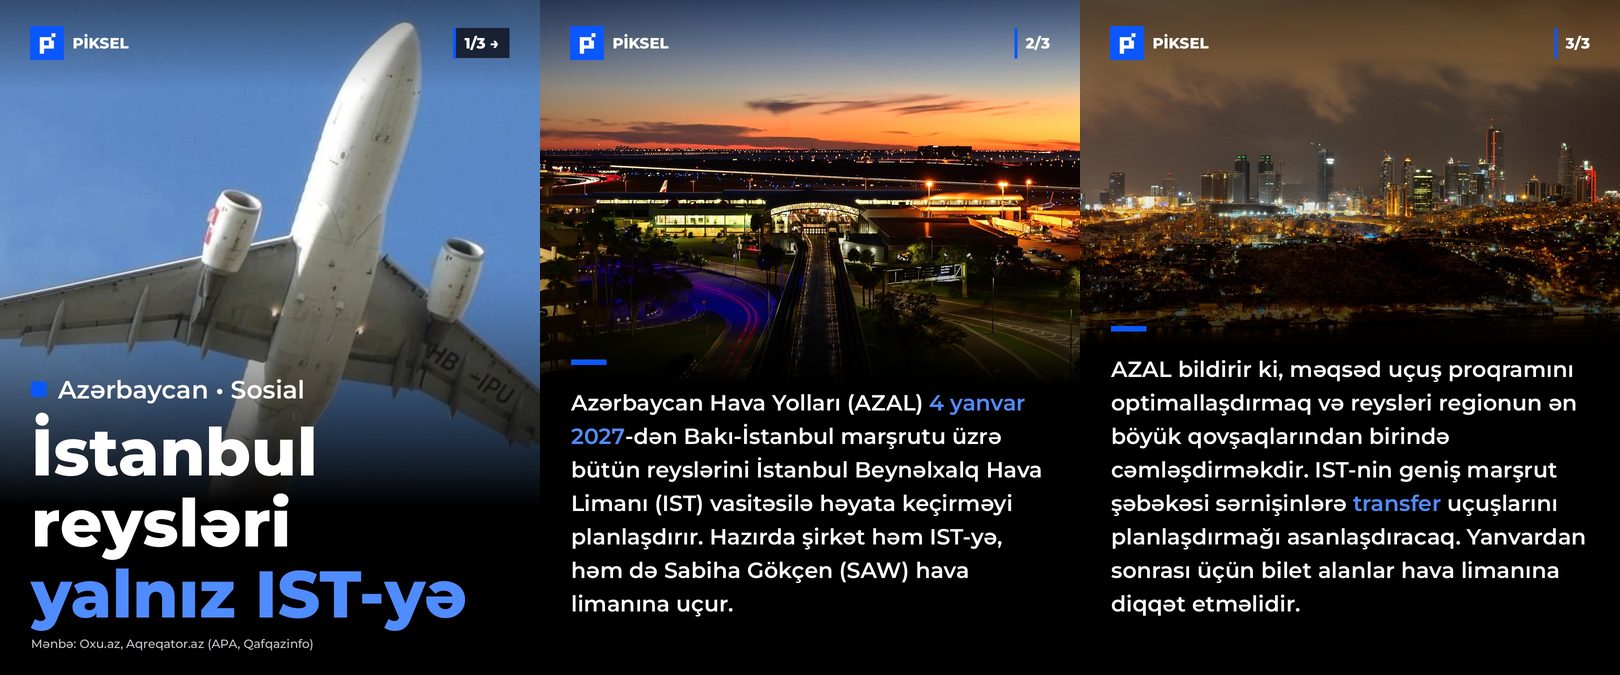 PİKSEL
1/3 →
HB-IPU
Azərbaycan • Sosial
İstanbul
reysləri
yalnız IST-yə
Mənbə: Oxu.az, Aqreqator.az (APA, Qafqazinfo)
PİKSEL
2/3
Azərbaycan Hava Yolları (AZAL) 4 yanvar
2027-dən Bakı-İstanbul marşrutu üzrə
bütün reyslərini İstanbul Beynəlxalq Hava
Limanı (IST) vasitəsilə həyata keçirməyi
planlaşdırır. Hazırda şirkət həm IST-yə,
həm də Sabiha Gökçen (SAW) hava
limanına uçur.
PİKSEL
3/3
AZAL bildirir ki, məqsəd uçuş proqramını
optimallaşdırmaq və reysləri regionun ən
böyük qovşaqlarından birində
cəmləşdirməkdir. IST-nin geniş marşrut
şəbəkəsi sərnişinlərə transfer uçuşlarını
planlaşdırmağı asanlaşdıracaq. Yanvardan
sonrası üçün bilet alanlar hava limanına
diqqət etməlidir.